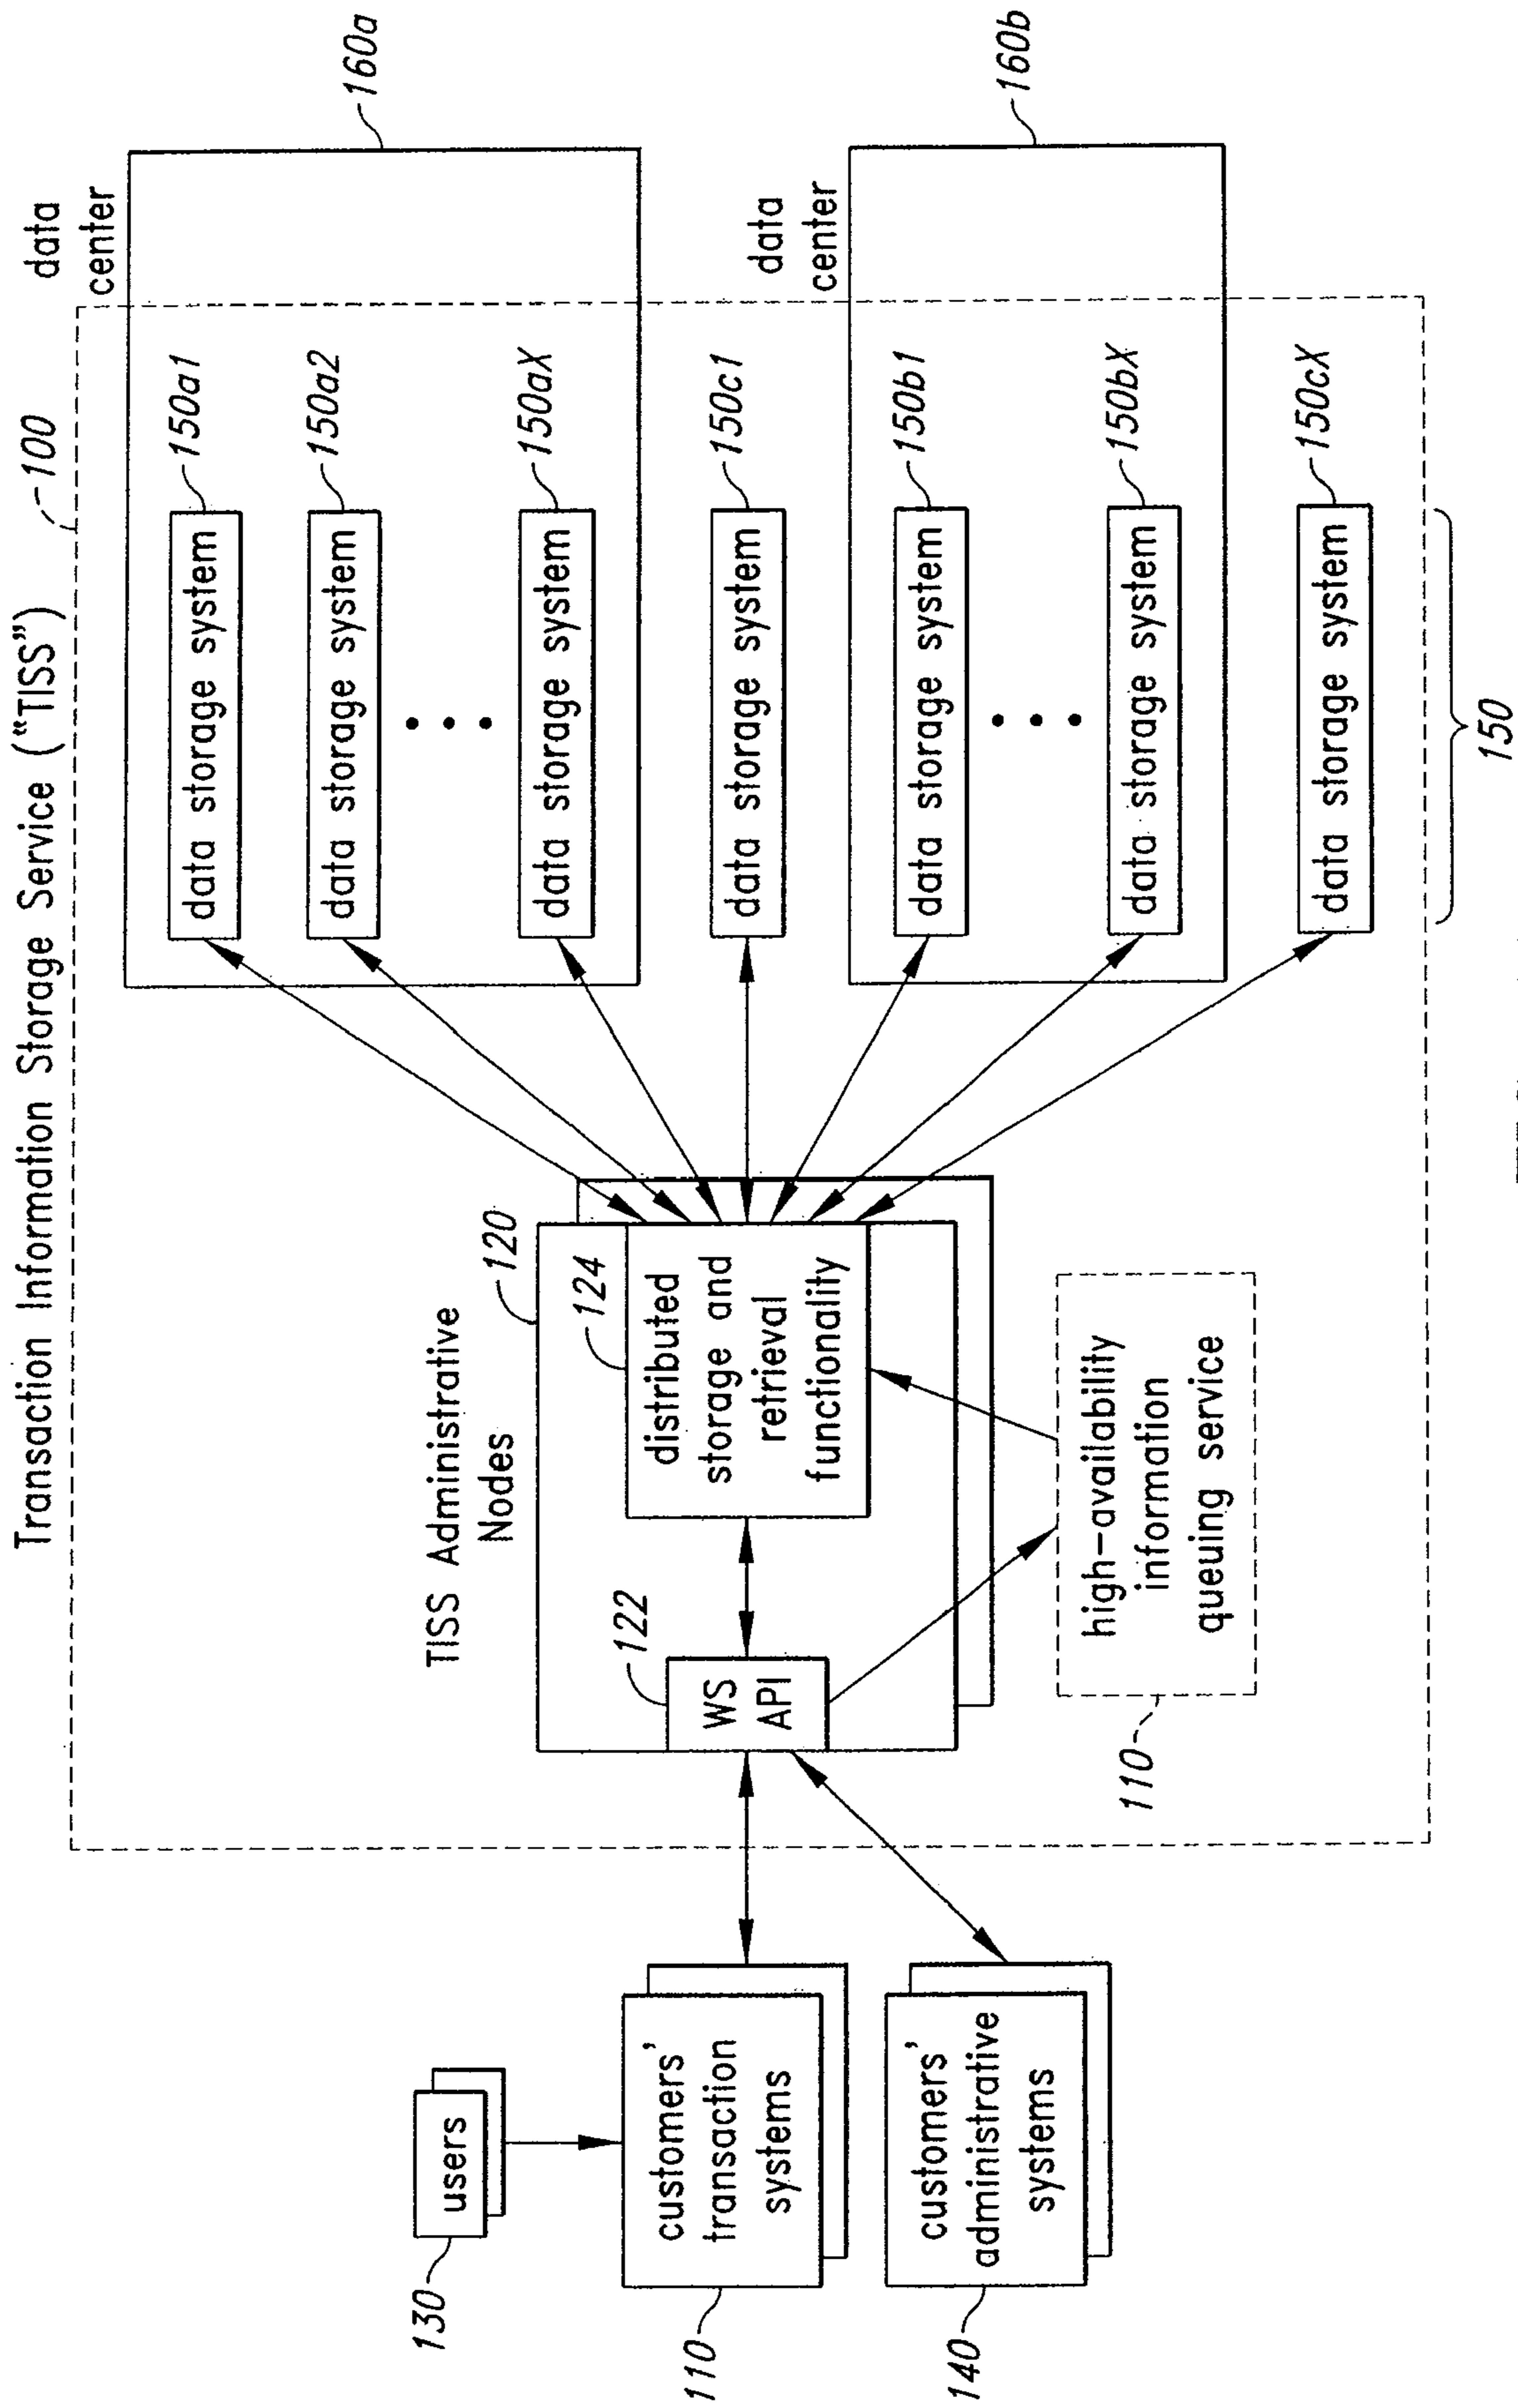 Transaction Information Storage Service (“TISS”)
100
data
center
160a
data storage system
150a1
data storage system
150a2
data storage system
150aX
data storage system
150c1
data
center
160b
data storage system
150b1
data storage system
150bX
data storage system
150cX
150
TISS Administrative
Nodes
120
122
WS
API
124
distributed
storage and
retrieval
functionality
high-availability
information
queuing service
110
users
130
customers'
transaction
systems
110
customers'
administrative
systems
140